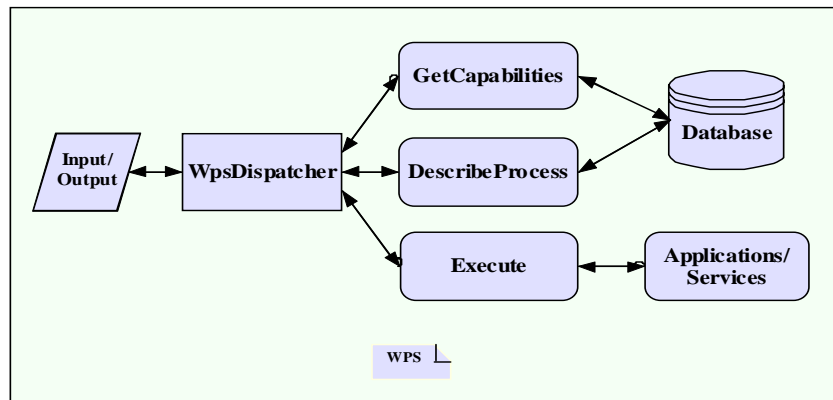 GetCapabilities
Database
Input/
Output
WpsDispatcher
DescribeProcess
Execute
Applications/
Services
WPS